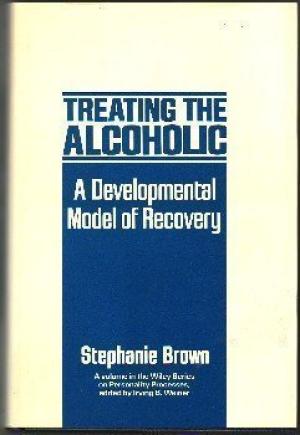 TREATING THE
ALCOHOLIC
A Developmental
Model of Recovery
Stephanie Brown
A volume in the Wiley Series
on Personality Processes,
edited by Irving B. Weiner